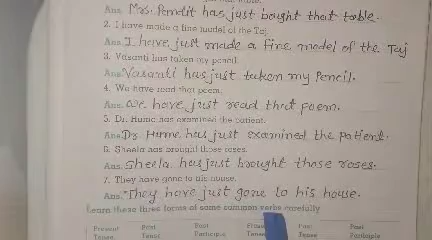 Ans. Mrs. Pandit has just bought that table.
2. I have made a fine model of the Taj.
Ans. I have just made a fine model of the Taj
3. Vasanti has taken my pencil.
Ans. Vasanti has just taken my Pencil.
4. We have read that poem.
Ans. we have just read that poem.
5. Dr. Hume has examined the patient.
Ans. Dr. Hume has just examined the patient.
6. Sheela has brought those roses.
Ans. Sheela has just brought those roses.
7. They have gone to his house.
Ans. They have just gone to his house.
Learn these three forms of some common verbs carefully
Present Past Past Past Past
Tense Tense Participle Tense Tense Participle